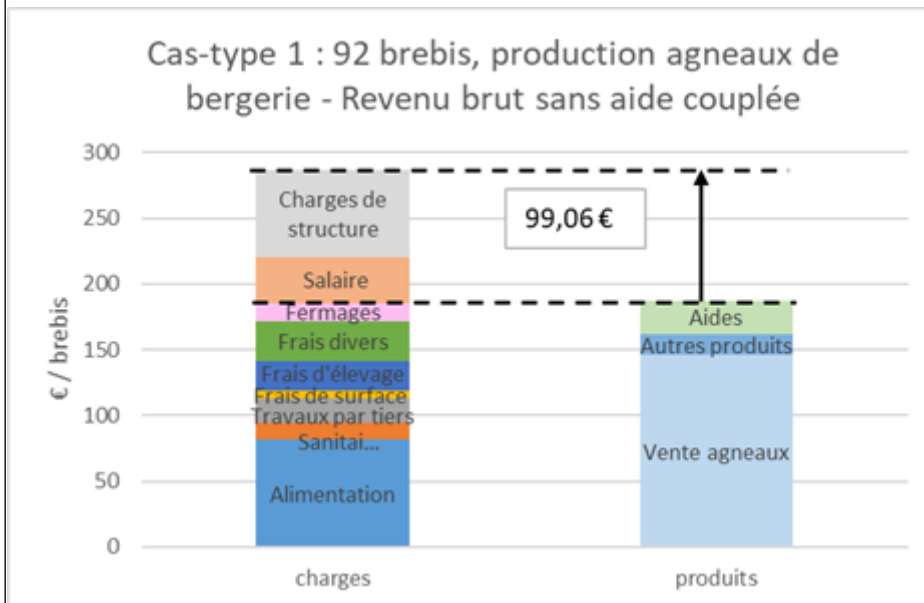 Cas-type 1 : 92 brebis, production agneaux de
bergerie - Revenu brut sans aide couplée
€ / brebis
300
250
200
150
100
50
0
Charges de
structure
Salaire
Fermages
Frais divers
Frais d'élevage
Frais de surface
Travaux par tiers
Sanitai...
Alimentation
99,06 €
Aides
Autres produits
Vente agneaux
charges
produits